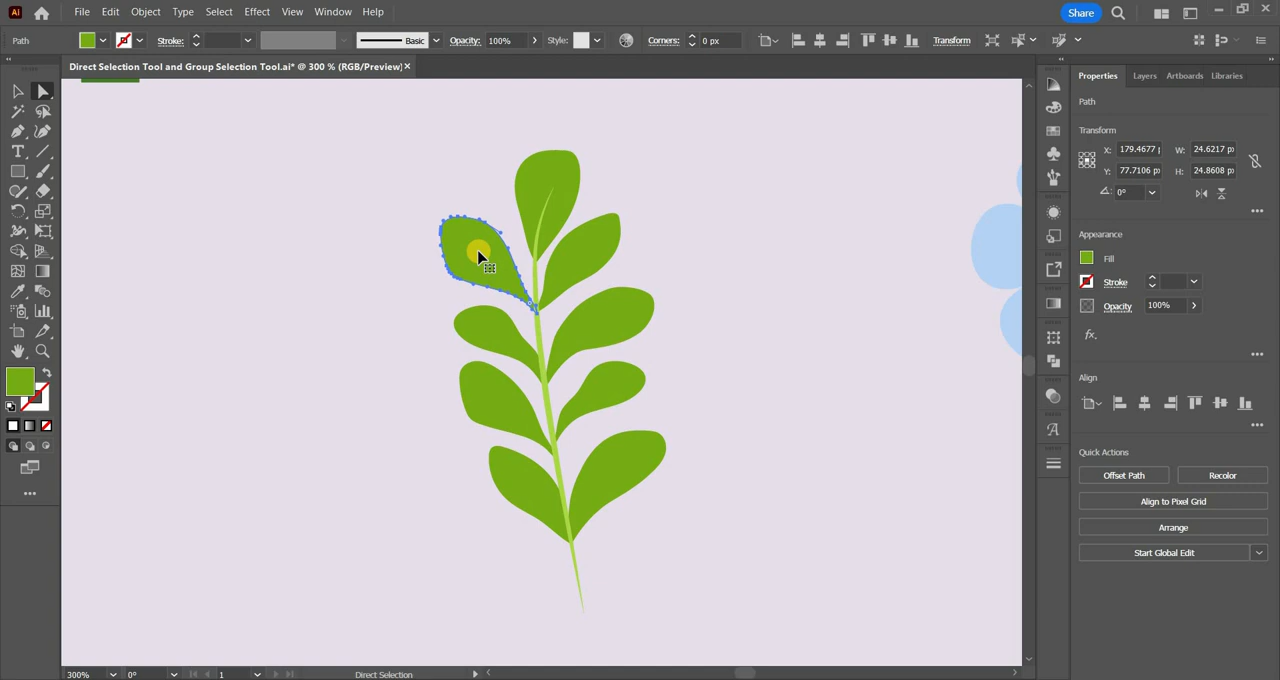 Ai File Edit Object Type Select Effect View Window Help Share
Path Stroke: Basic Opacity: 100% Style: Corners: 0 px Transform
Direct Selection Tool and Group Selection Tool.ai* @ 300 % (RGB/Preview) ×
Properties Layers Artboards Libraries
Path
Transform
X: 179.4677 p W: 24.6217 px
Y: 77.7106 px H: 24.8608 px
0°
Appearance
Fill
Stroke
Opacity 100%
fx.
Align
Quick Actions
Offset Path Recolor
Align to Pixel Grid
Arrange
Start Global Edit
300% 0° 1 Direct Selection